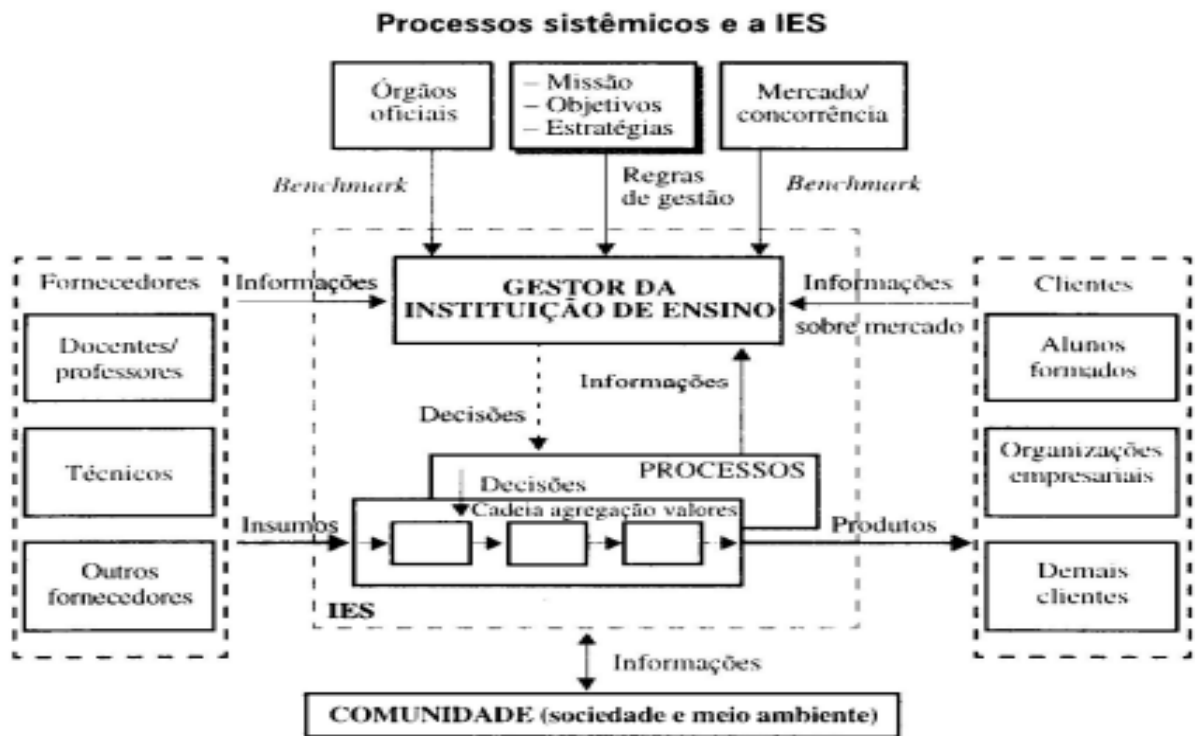 Processos sistêmicos e a IES
Órgãos
oficiais
– Missão
– Objetivos
– Estratégias
Mercado/
concorrência
Benchmark
Regras
de gestão
Benchmark
Fornecedores
Informações
GESTOR DA
INSTITUIÇÃO DE ENSINO
Informações
sobre mercado
Clientes
Docentes/
professores
Alunos
formados
Informações
Decisões
Técnicos
PROCESSOS
Organizações
empresariais
Decisões
Cadeia agregação valores
Insumos
Produtos
Outros
fornecedores
Demais
clientes
IES
Informações
COMUNIDADE (sociedade e meio ambiente)